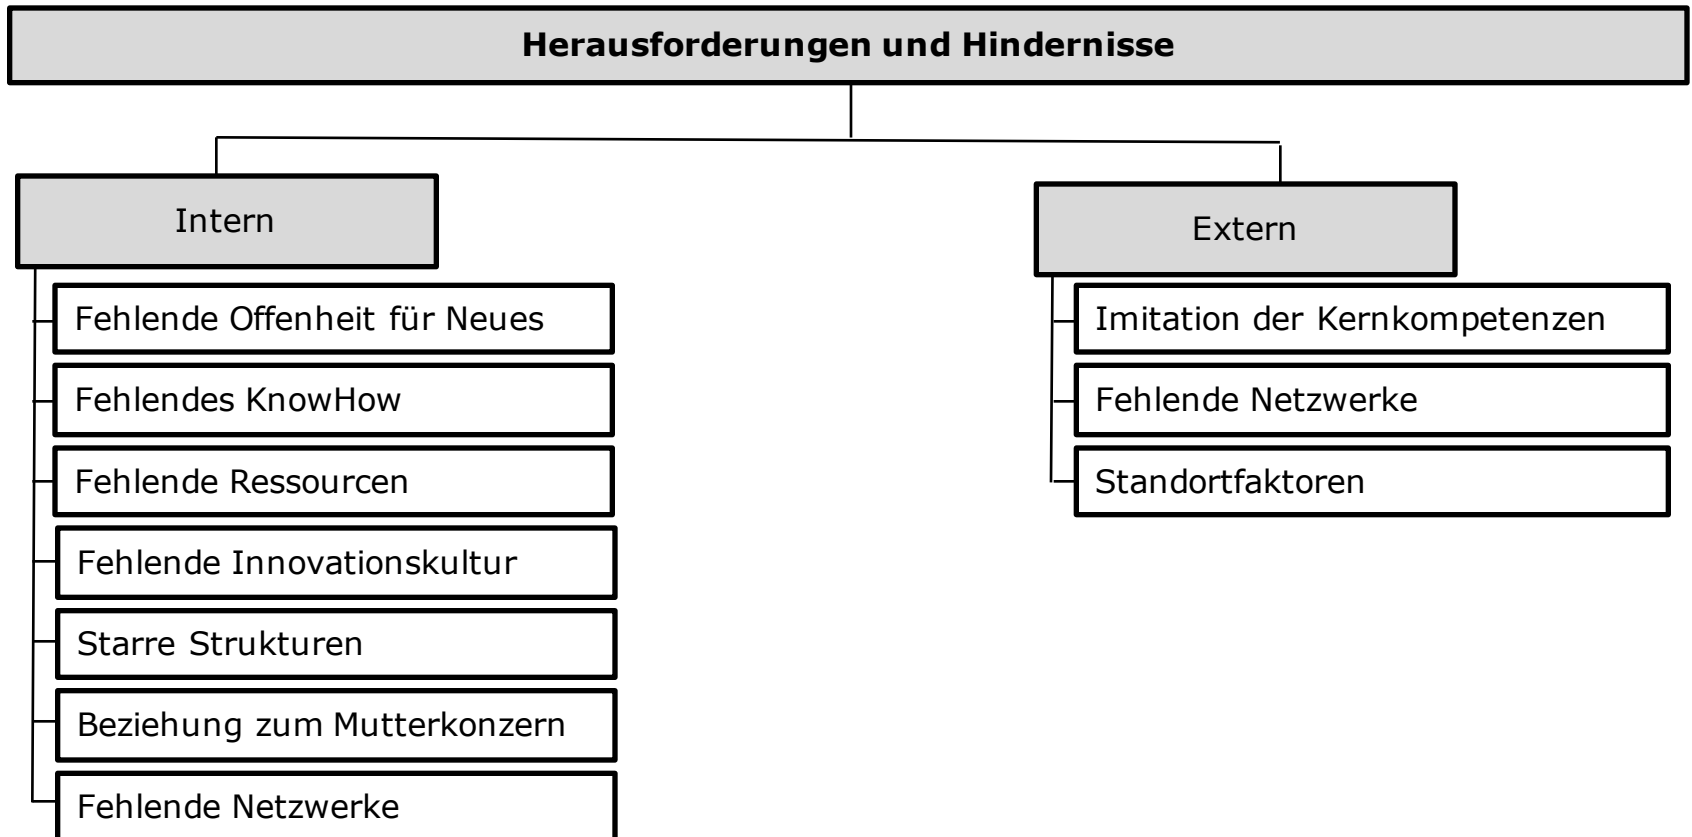 Herausforderungen und Hindernisse
Intern
Fehlende Offenheit für Neues
Fehlendes KnowHow
Fehlende Ressourcen
Fehlende Innovationskultur
Starre Strukturen
Beziehung zum Mutterkonzern
Fehlende Netzwerke
Extern
Imitation der Kernkompetenzen
Fehlende Netzwerke
Standortfaktoren